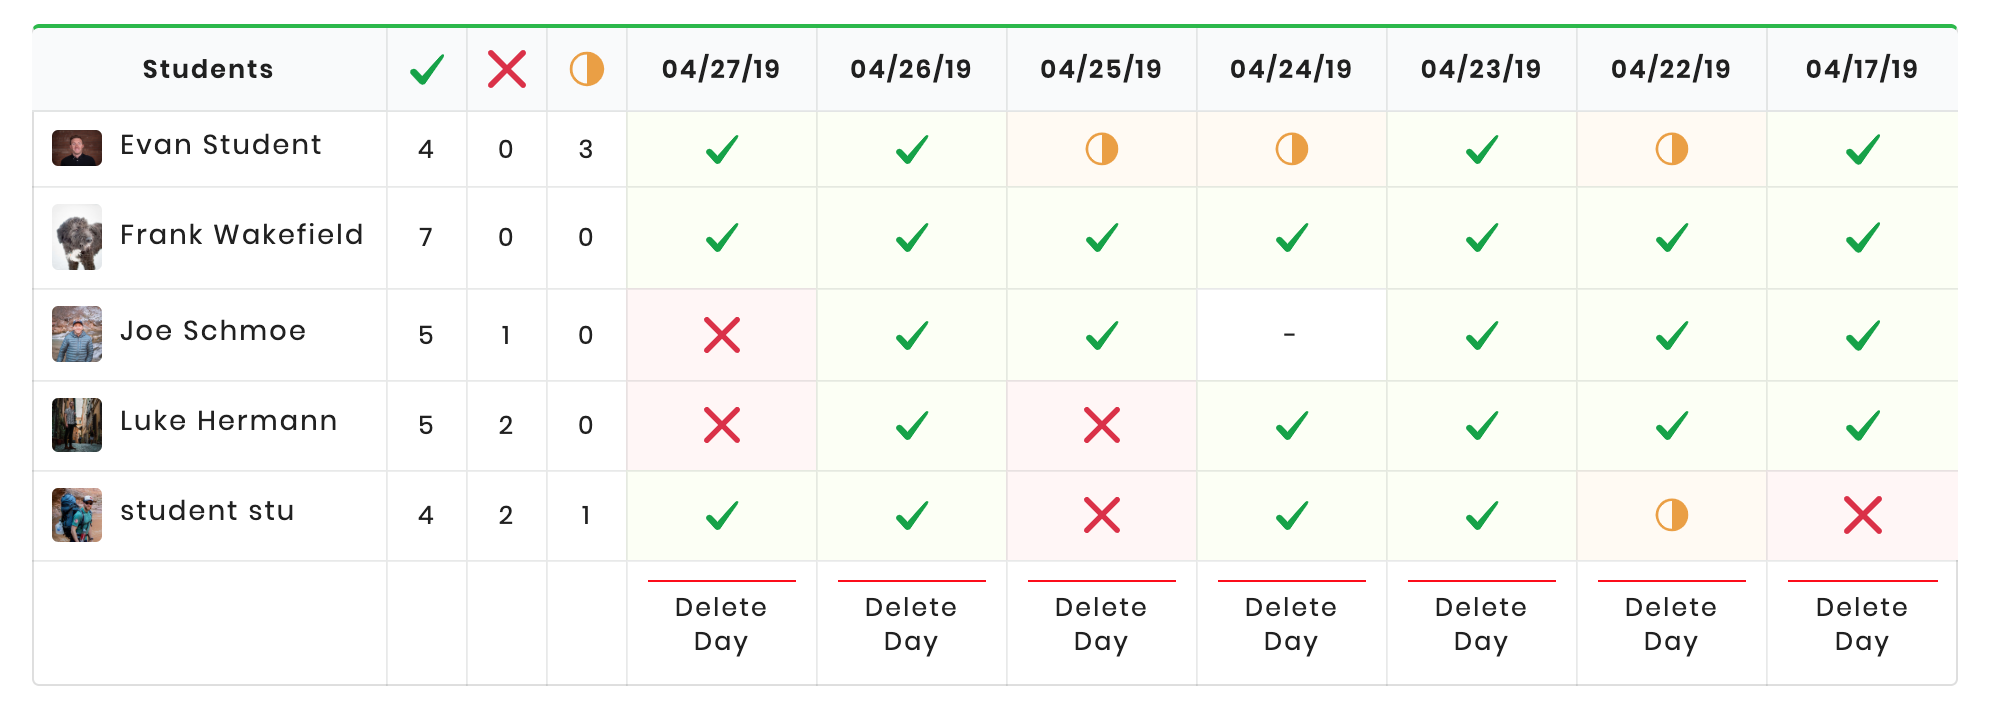 Students 04/27/19 04/26/19 04/25/19 04/24/19 04/23/19 04/22/19 04/17/19
Evan Student 4 0 3
Frank Wakefield 7 0 0
Joe Schmoe 5 1 0 -
Luke Hermann 5 2 0
student stu 4 2 1
Delete Delete Delete Delete Delete Delete Delete
Day Day Day Day Day Day Day